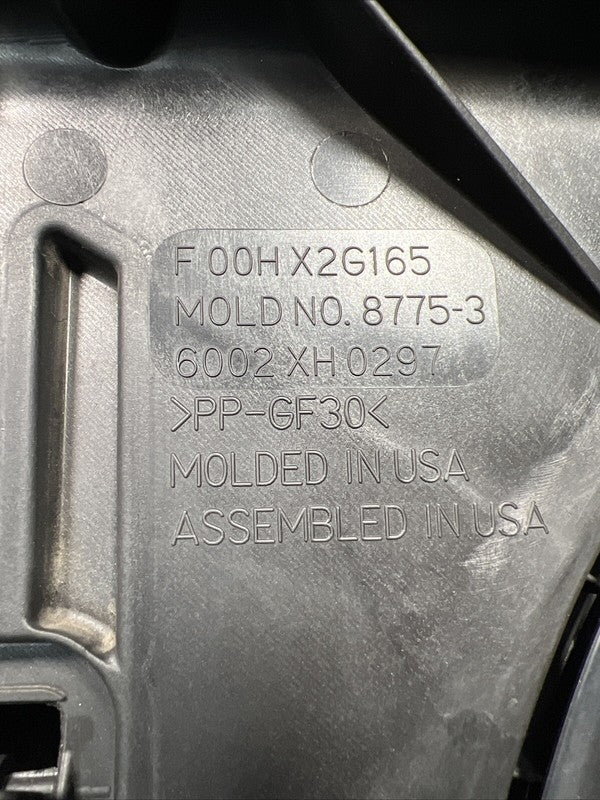 F 00H X2G165
MOLD NO. 8775-3
6002 XH 0297
>PP-GF30<
MOLDED IN USA
ASSEMBLED IN USA